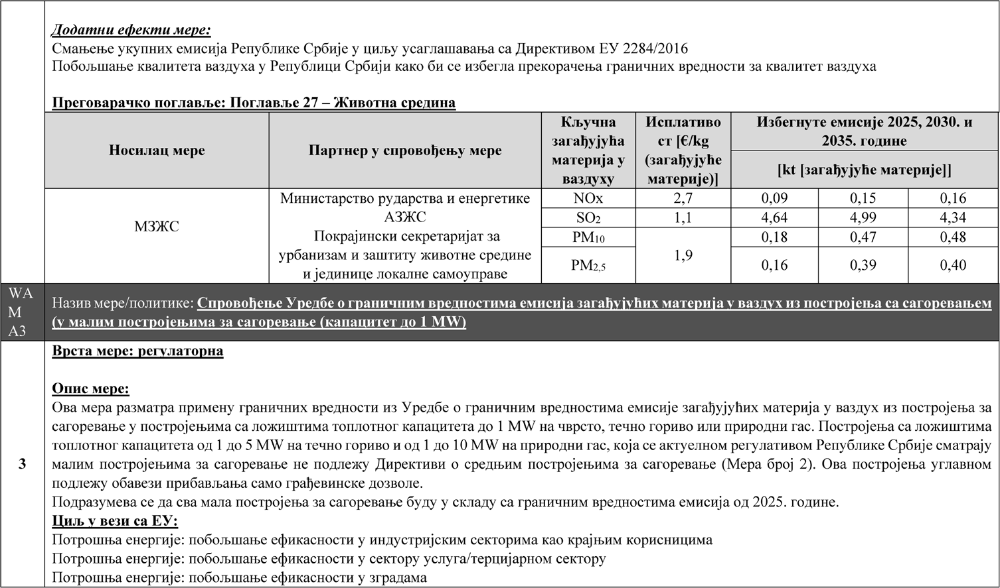 Додатни ефекти мере:
Смањење укупних емисија Републике Србије у циљу усаглашавања са Директивом ЕУ 2284/2016
Побољшање квалитета ваздуха у Републици Србији како би се избегла прекорачења граничних вредности за квалитет ваздуха
Преговарачко поглавље: Поглавље 27 – Животна средина
Носилац мере
Партнер у спровођењу мере
Кључна
загађујућа
материја у
ваздуху
Исплативо
ст [€/kg
(загађујуће
материје)]
Избегнуте емисије 2025, 2030. и
2035. године
[kt [загађујуће материје]]
МЗЖС
Министарство рударства и енергетике
АЗЖС
Покрајински секретаријат за
урбанизам и заштиту животне средине
и јединице локалне самоуправе
NOx 2,7 0,09 0,15 0,16
SO2 1,1 4,64 4,99 4,34
PM10 1,9 0,18 0,47 0,48
PM2,5 0,16 0,39 0,40
WA
M
A3
Назив мере/политике: Спровођење Уредбе о граничним вредностима емисија загађујућих материја у ваздух из постројења са сагоревањем
(у малим постројењима за сагоревање (капацитет до 1 MW)
3
Врста мере: регулаторна
Опис мере:
Ова мера разматра примену граничних вредности из Уредбе о граничним вредностима емисије загађујућих материја у ваздух из постројења за
сагоревање у постројењима са ложиштима топлотног капацитета до 1 MW на чврсто, течно гориво или природни гас. Постројења са ложиштима
топлотног капацитета од 1 до 5 MW на течно гориво и од 1 до 10 MW на природни гас, која се актуелном регулативом Републике Србије сматрају
малим постројењима за сагоревање не подлежу Директиви о средњим постројењима за сагоревање (Мера број 2). Ова постројења углавном
подлежу обавези прибављања само грађевинске дозволе.
Подразумева се да сва мала постројења за сагоревање буду у складу са граничним вредностима емисија од 2025. године.
Циљ у вези са ЕУ:
Потрошња енергије: побољшање ефикасности у индустријским секторима као крајњим корисницима
Потрошња енергије: побољшање ефикасности у сектору услуга/терцијарном сектору
Потрошња енергије: побољшање ефикасности у зградама